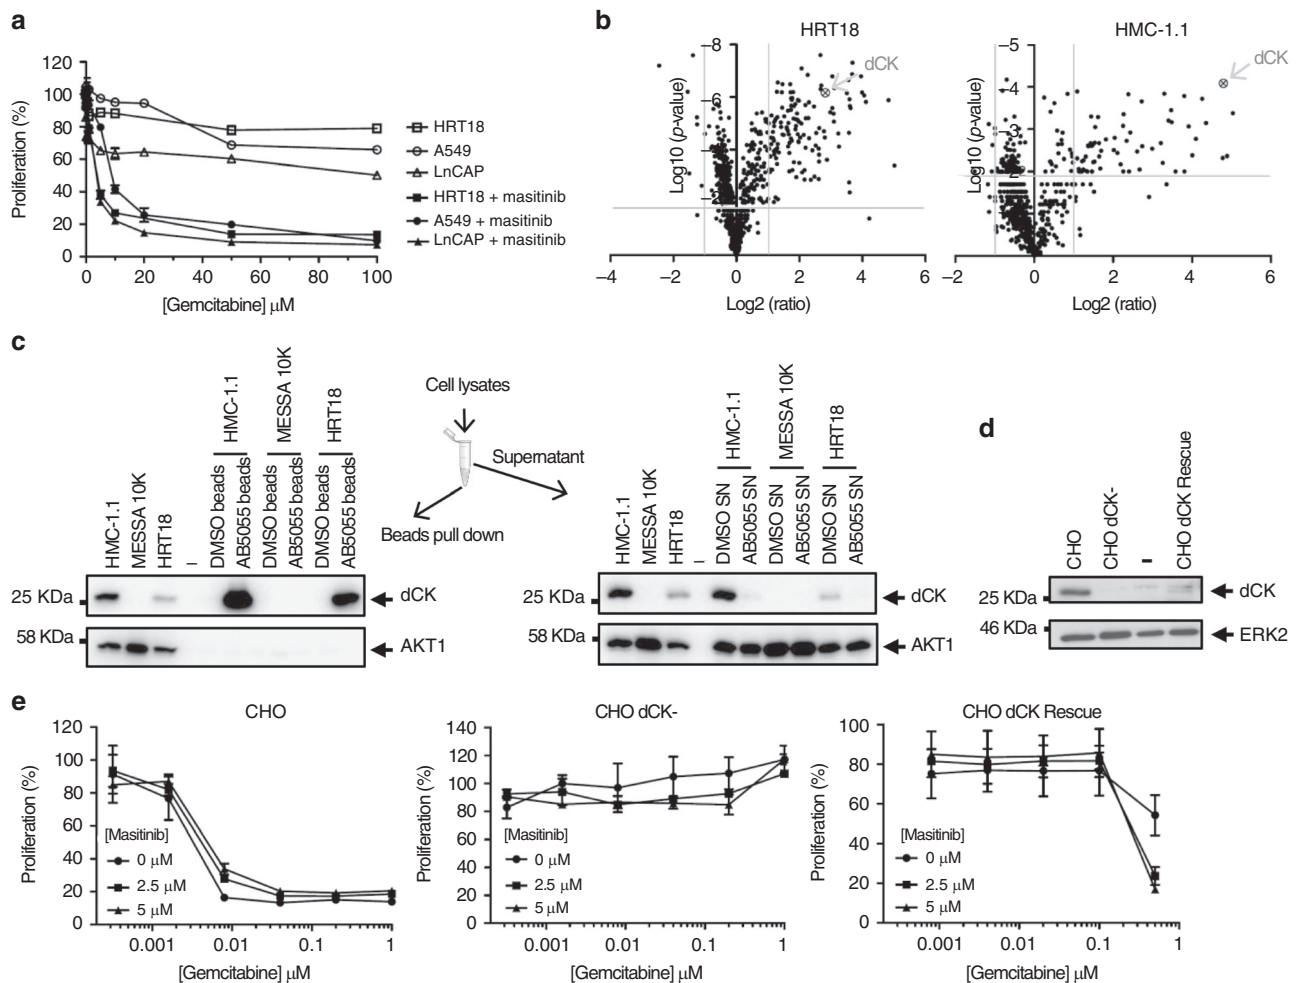 a
120
100
80
60
40
20
0
Proliferation (%)
0 20 40 60 80 100
[Gemcitabine] μM
HRT18
A549
LnCAP
HRT18 + masitinib
A549 + masitinib
LnCAP + masitinib
b
HRT18
dCK
–8
–6
–4
–2
Log10 (p-value)
–4 –2 0 2 4 6
Log2 (ratio)
HMC-1.1
dCK
–5
–4
–3
–2
Log10 (p-value)
–2 0 2 4 6
Log2 (ratio)
c
HMC-1.1
MESSA 10K
HRT18
HMC-1.1
MESSA 10K
HRT18
–
DMSO beads
AB5055 beads
DMSO beads
AB5055 beads
DMSO beads
AB5055 beads
25 KDa
dCK
58 KDa
AKT1
Cell lysates
Supernatant
Beads pull down
HMC-1.1
MESSA 10K
HRT18
HMC-1.1
MESSA 10K
HRT18
–
DMSO SN
AB5055 SN
DMSO SN
AB5055 SN
DMSO SN
AB5055 SN
25 KDa
dCK
58 KDa
AKT1
d
CHO
CHO dCK-
–
CHO dCK Rescue
25 KDa
dCK
46 KDa
ERK2
e
CHO
120
100
80
60
40
20
0
Proliferation (%)
[Masitinib]
0 μM
2.5 μM
5 μM
0.001 0.01 0.1 1
[Gemcitabine] μM
CHO dCK-
140
120
100
80
60
40
20
0
Proliferation (%)
[Masitinib]
0 μM
2.5 μM
5 μM
0.001 0.01 0.1 1
[Gemcitabine] μM
CHO dCK Rescue
100
80
60
40
20
0
Proliferation (%)
[Masitinib]
0 μM
2.5 μM
5 μM
0.001 0.01 0.1 1
[Gemcitabine] μM